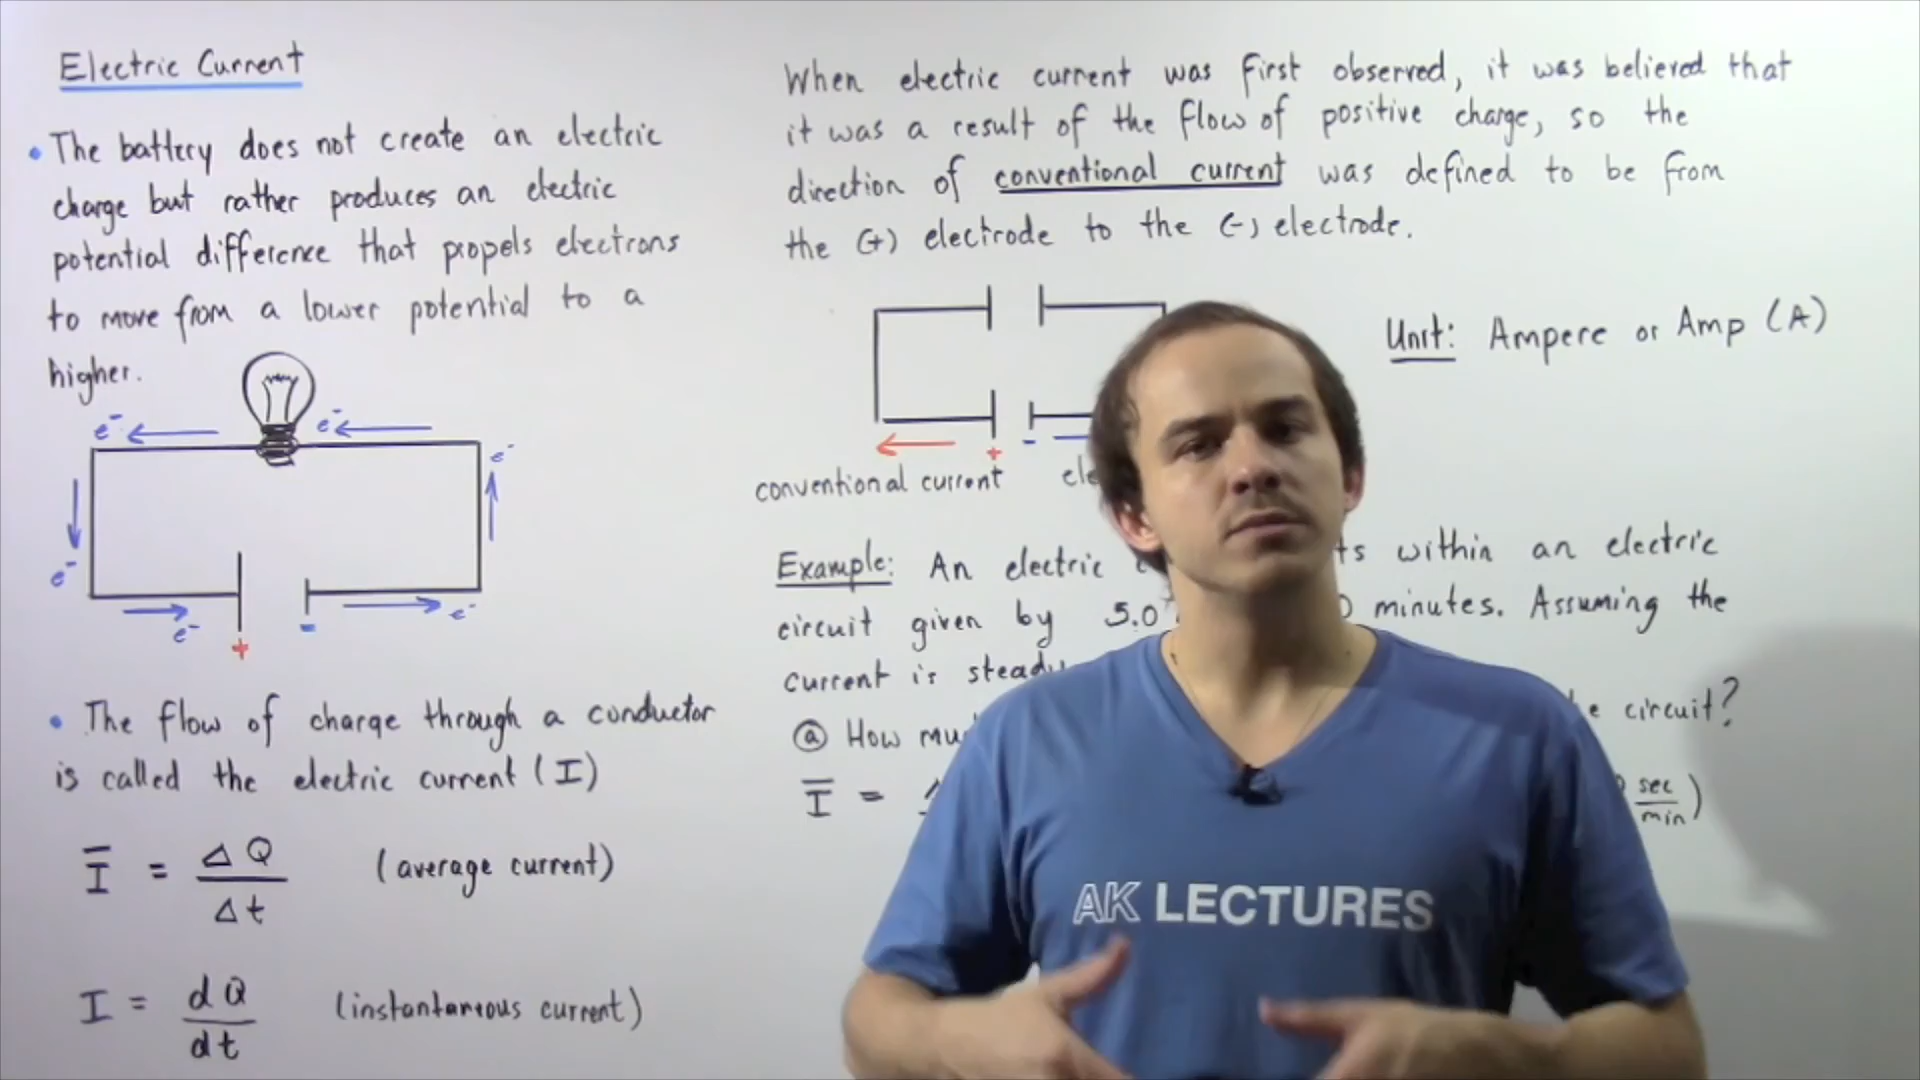 Electric Current
• The battery does not create an electric
charge but rather produces an electric
potential difference that propels electrons
to move from a lower potential to a
higher.
e⁻ e⁻
e⁻
e⁻
e⁻ e⁻
+ -
• The flow of charge through a conductor
is called the electric current (I)
I̅ = ΔQ/Δt (average current)
I = dQ/dt (instantaneous current)
When electric current was first observed, it was believed that
it was a result of the flow of positive charge, so the
direction of conventional current was defined to be from
the (+) electrode to the (-) electrode.
Unit: Ampere or Amp (A)
+ -
conventional current
Example: An electric within an electric
circuit given by 5.0 minutes. Assuming the
current is steady
ⓐ How circuit?
I̅ = sec/min)
AK LECTURES